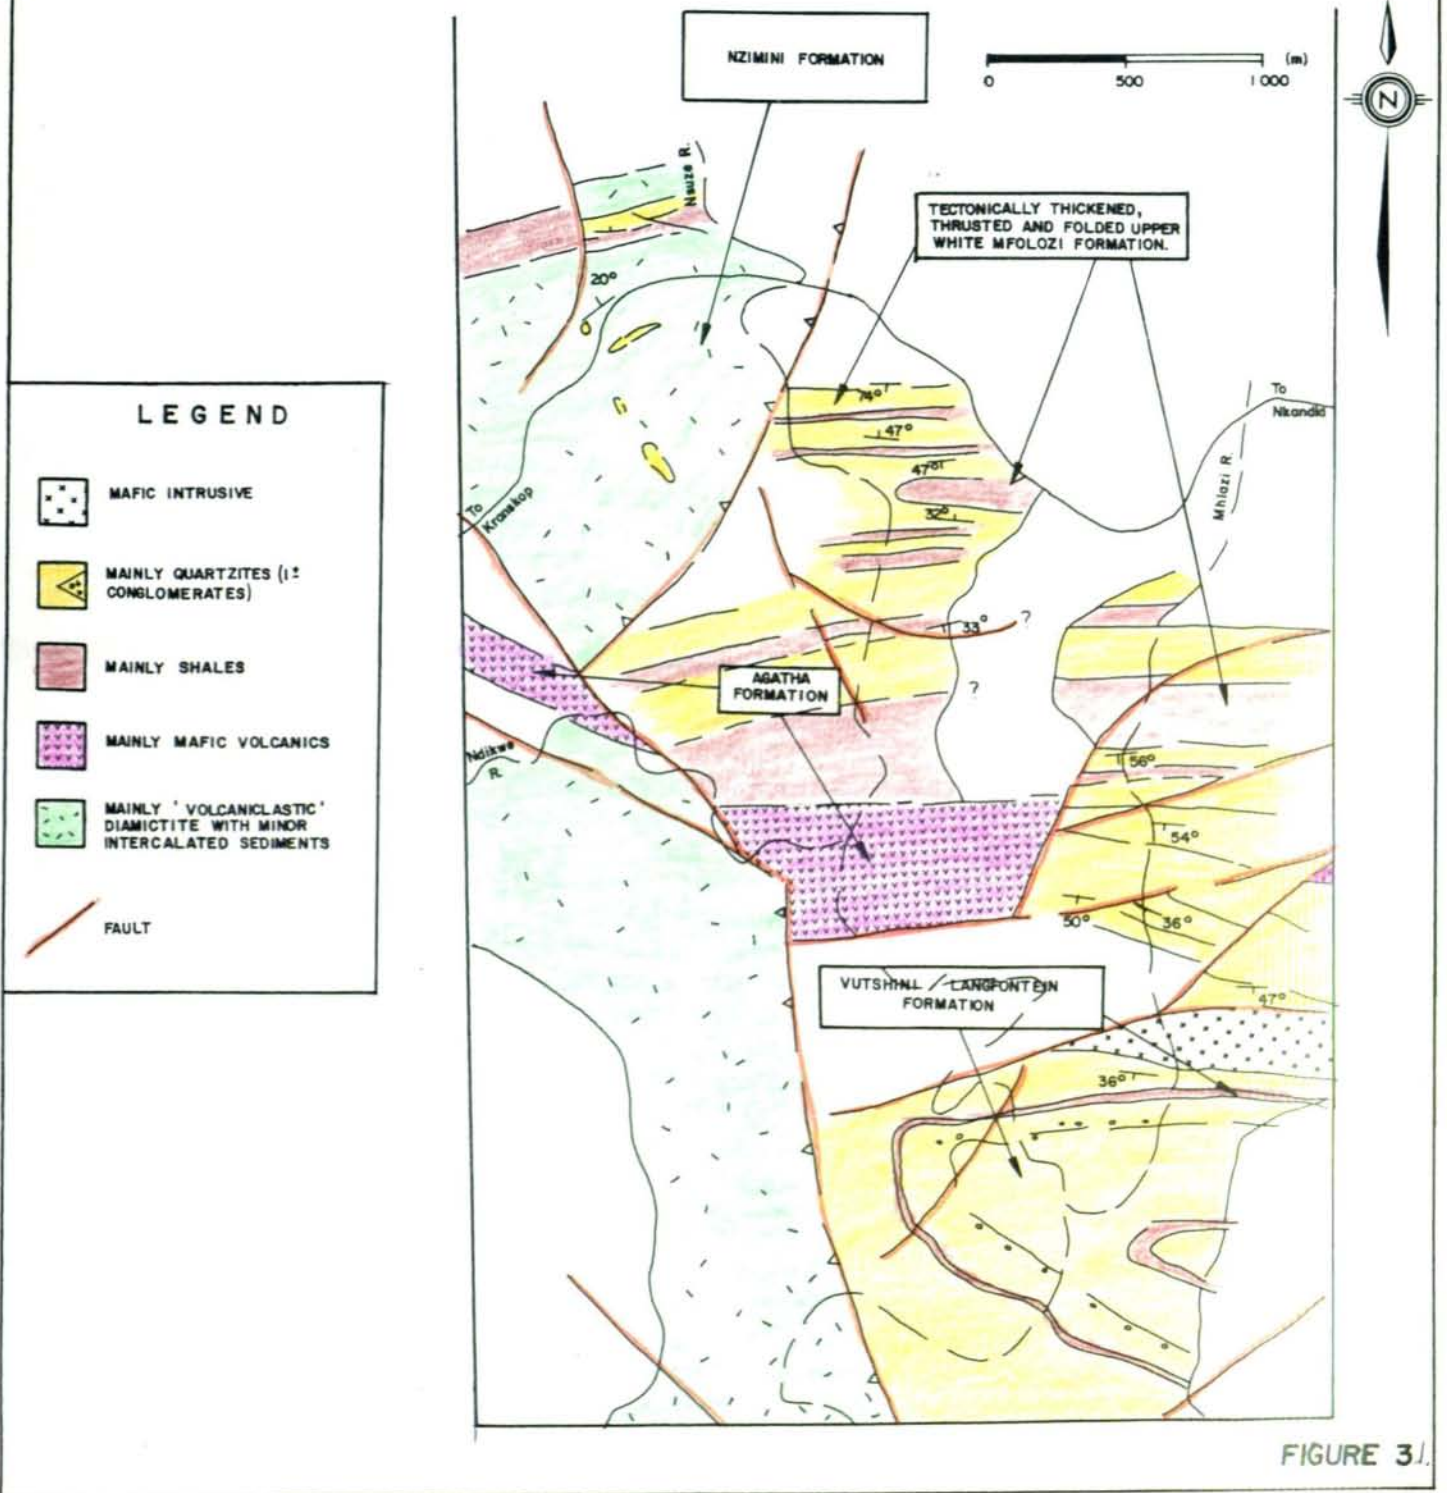 NZIMINI FORMATION
(m)
0 500 1000
N
Nsuze R.
TECTONICALLY THICKENED,
THRUSTED AND FOLDED UPPER
WHITE MFOLOZI FORMATION.
20°
74°
47°
To
Nkandla
47°
Mhlazi R.
32°
To
Kranskop
33°
?
?
AGATHA
FORMATION
Ndikwe
R.
56°
54°
50°
36°
VUTSHINI / LANGFONTEIN
FORMATION
47°
36°
LEGEND
MAFIC INTRUSIVE
MAINLY QUARTZITES (1±
CONGLOMERATES)
MAINLY SHALES
MAINLY MAFIC VOLCANICS
MAINLY 'VOLCANICLASTIC'
DIAMICTITE WITH MINOR
INTERCALATED SEDIMENTS
FAULT
FIGURE 31.